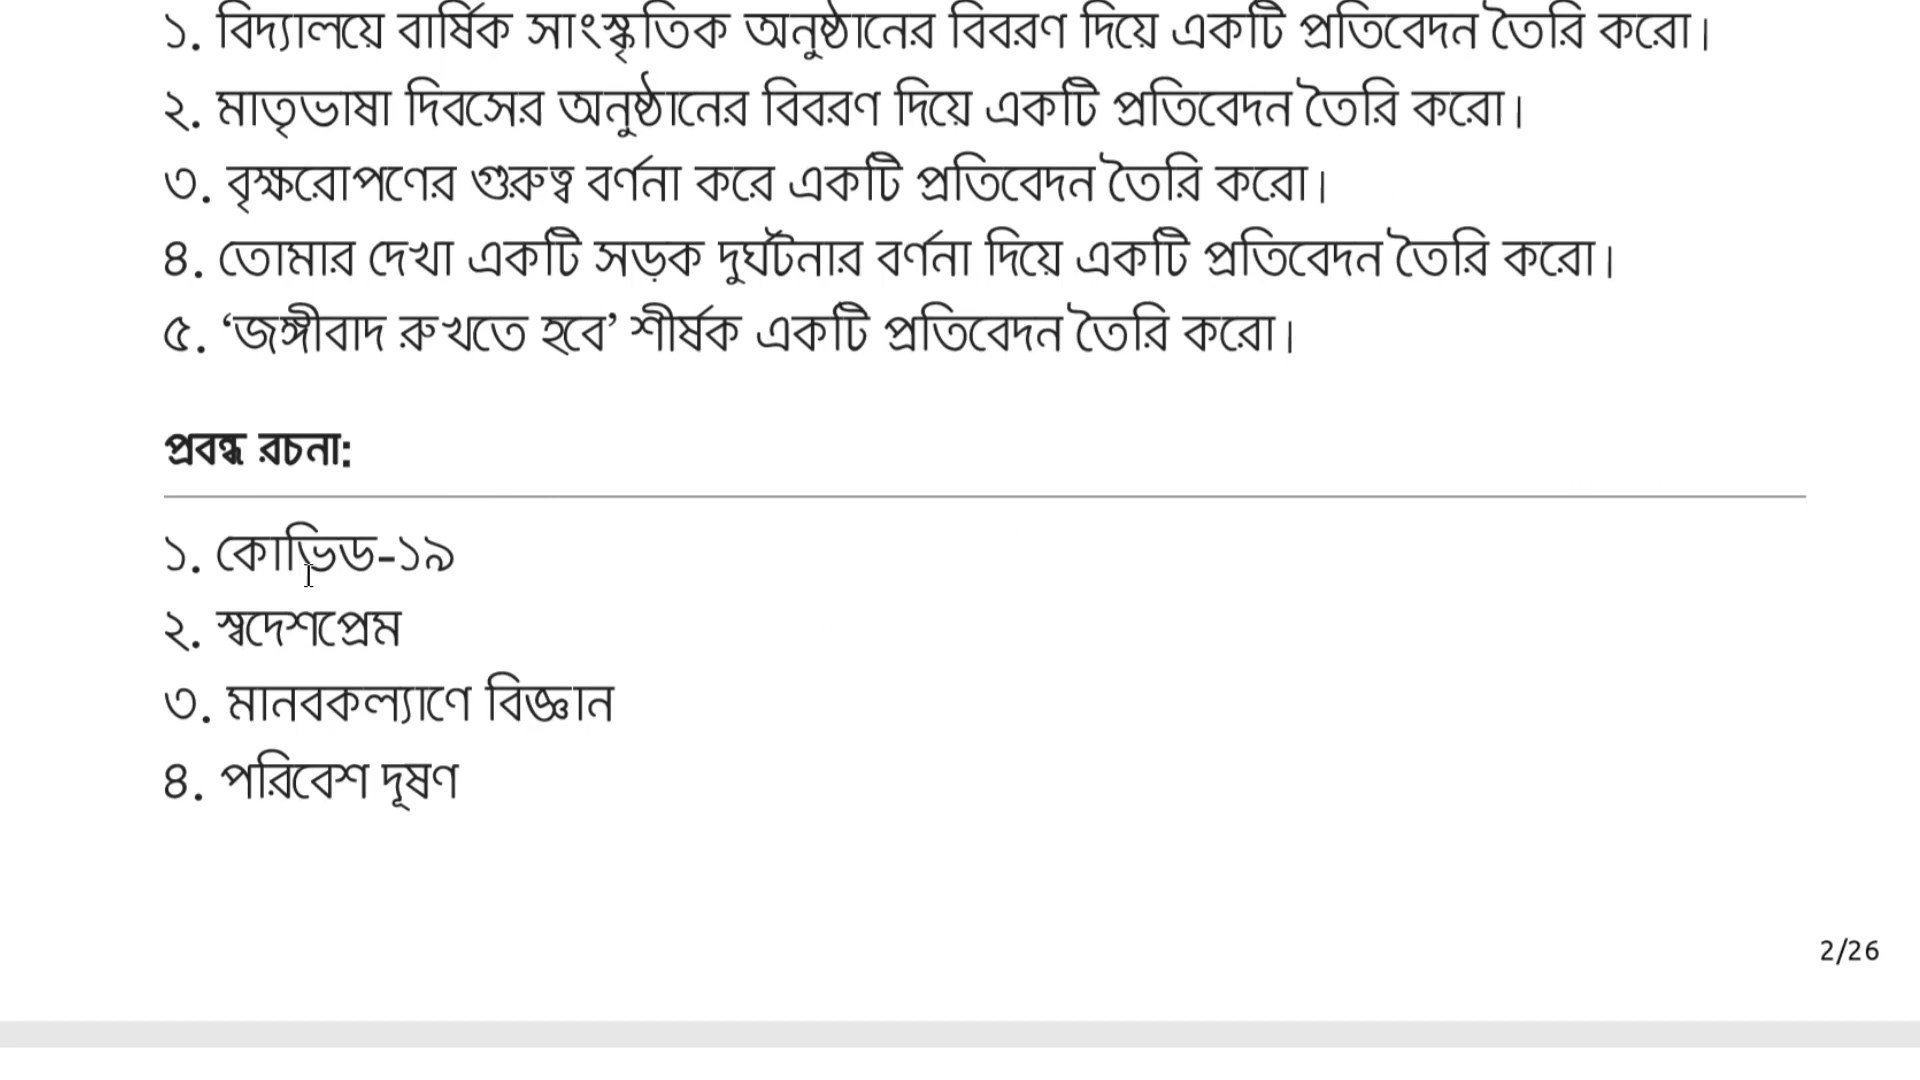 ১. বিদ্যালয়ে বার্ষিক সাংস্কৃতিক অনুষ্ঠানের বিবরণ দিয়ে একটি প্রতিবেদন তৈরি করো।
২. মাতৃভাষা দিবসের অনুষ্ঠানের বিবরণ দিয়ে একটি প্রতিবেদন তৈরি করো।
৩. বৃক্ষরোপণের গুরুত্ব বর্ণনা করে একটি প্রতিবেদন তৈরি করো।
৪. তোমার দেখা একটি সড়ক দুর্ঘটনার বর্ণনা দিয়ে একটি প্রতিবেদন তৈরি করো।
৫. ‘জঙ্গীবাদ রুখতে হবে’ শীর্ষক একটি প্রতিবেদন তৈরি করো।
প্রবন্ধ রচনা:
১. কোভিড-১৯
২. স্বদেশপ্রেম
৩. মানবকল্যাণে বিজ্ঞান
৪. পরিবেশ দূষণ
2/26